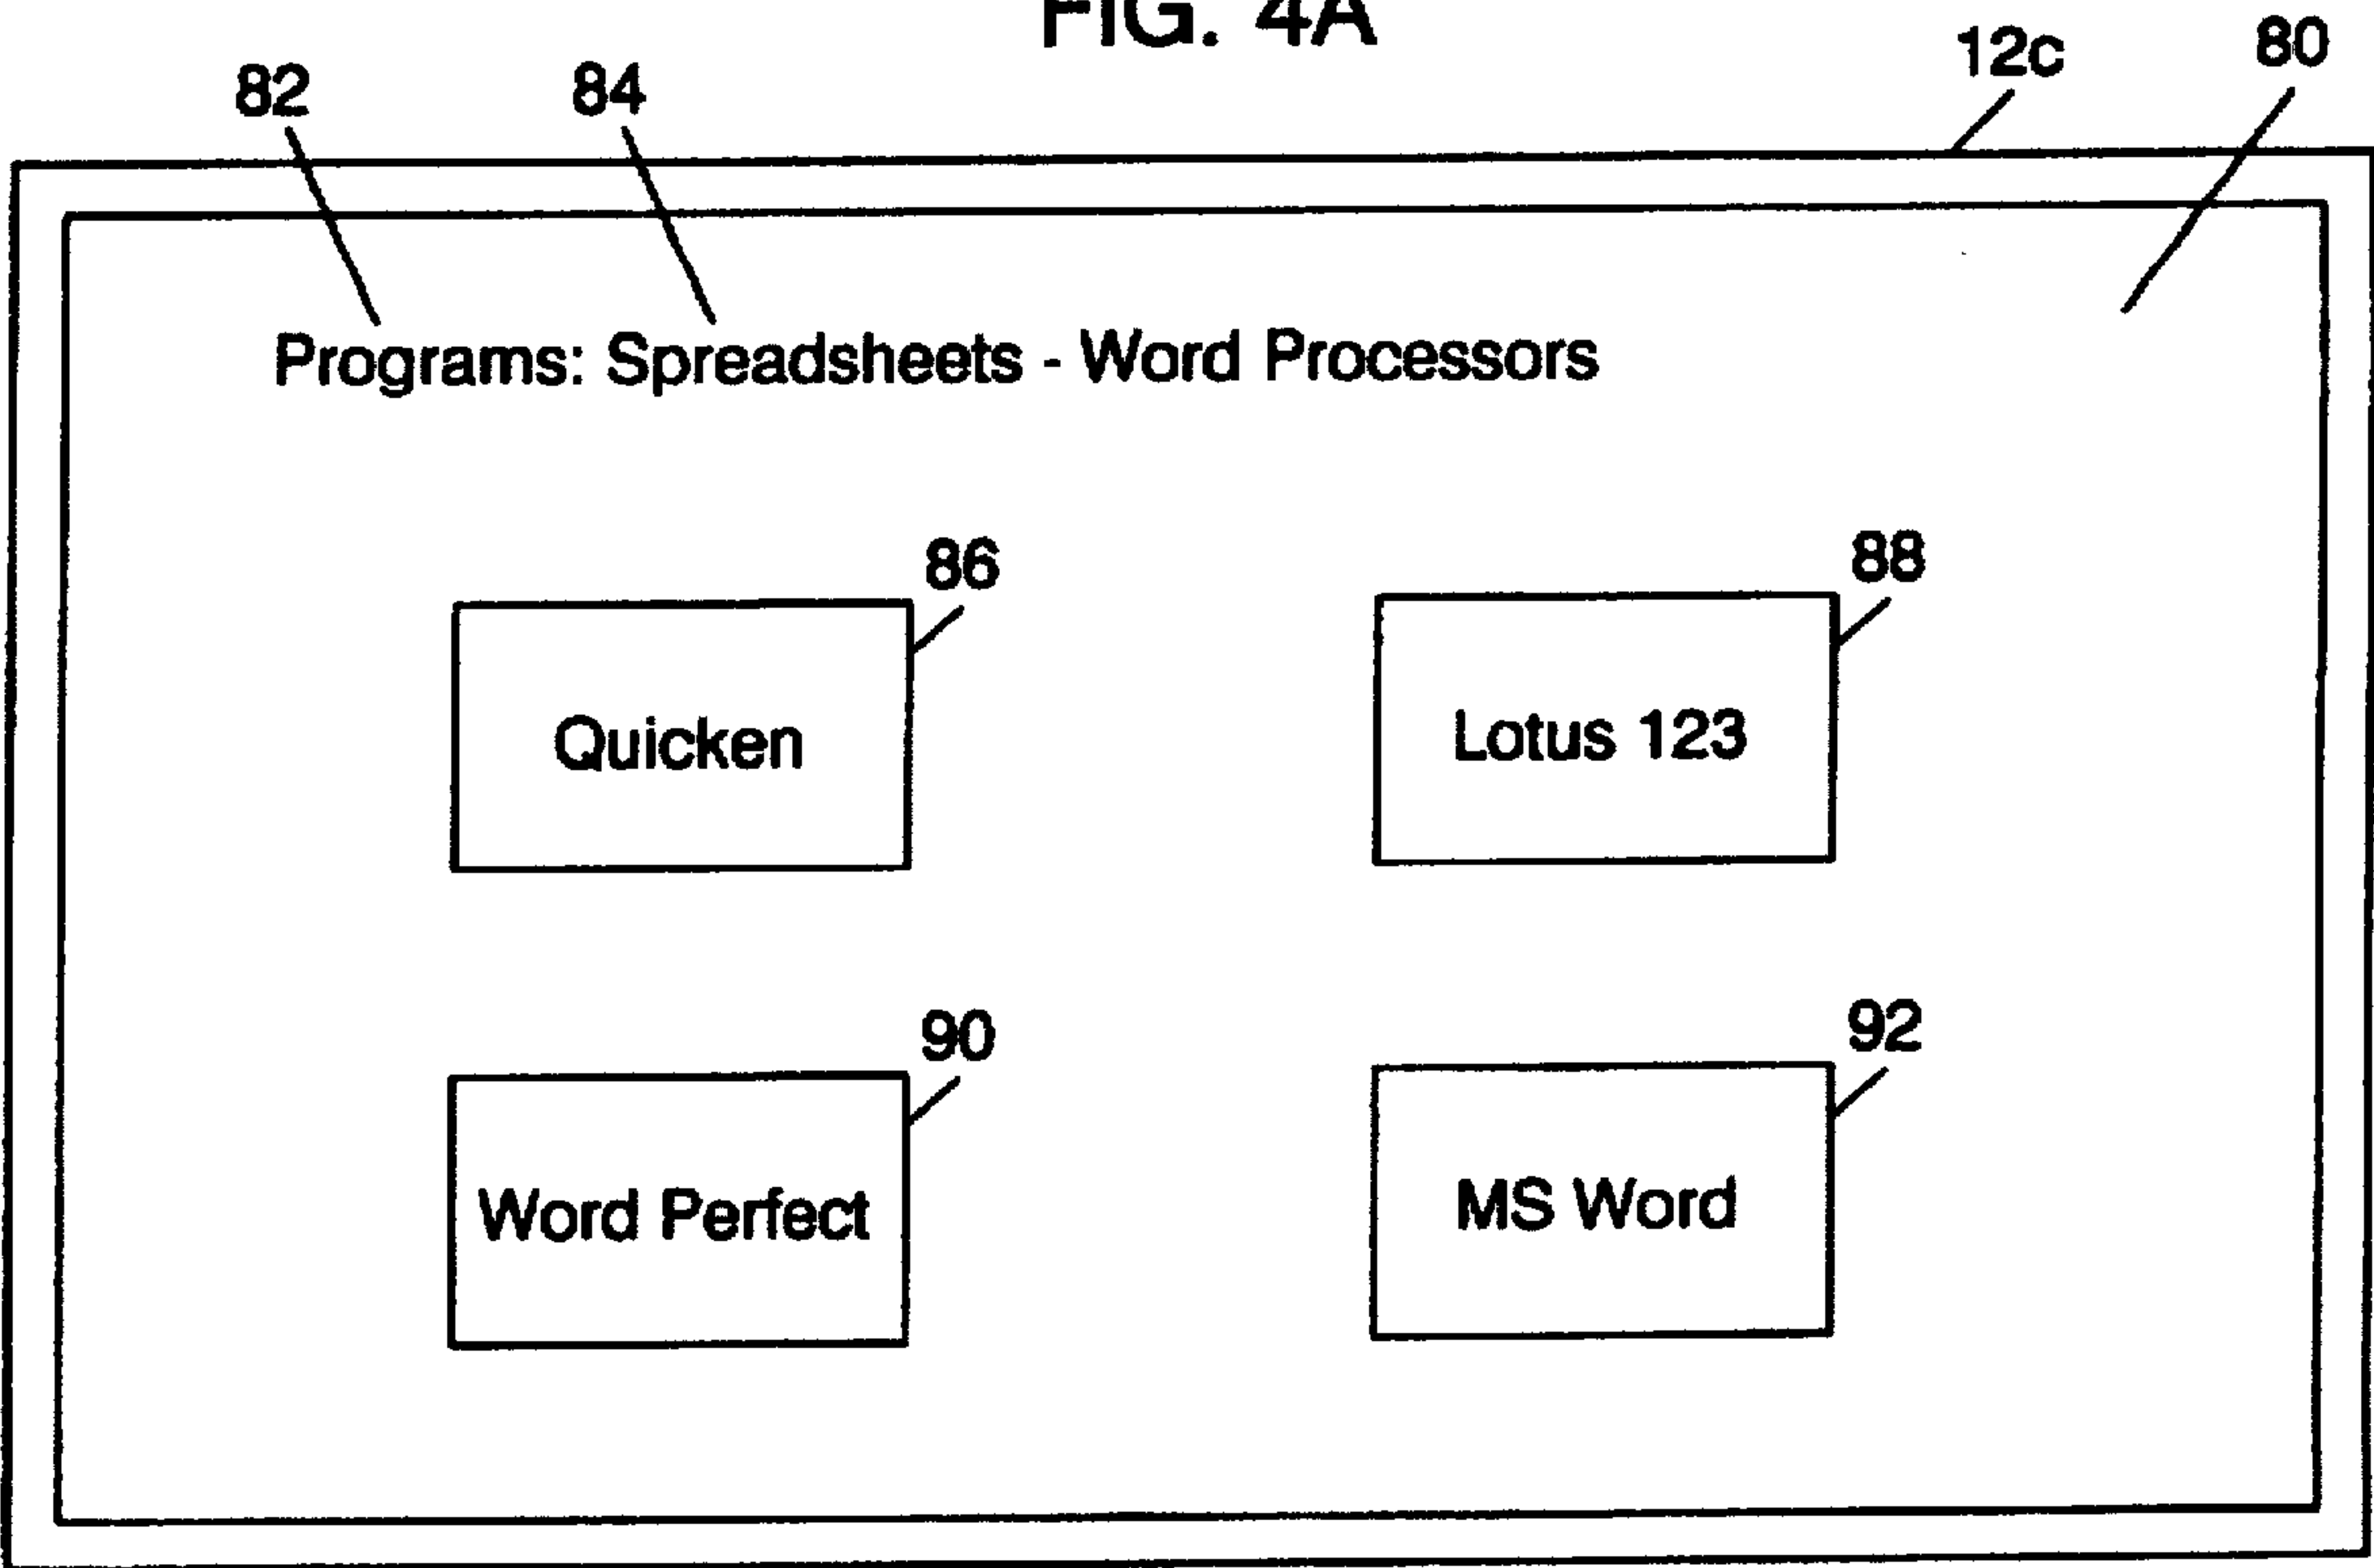 FIG. 4A
82 84 12c 80
Programs: Spreadsheets - Word Processors
86 88
Quicken Lotus 123
90 92
Word Perfect MS Word